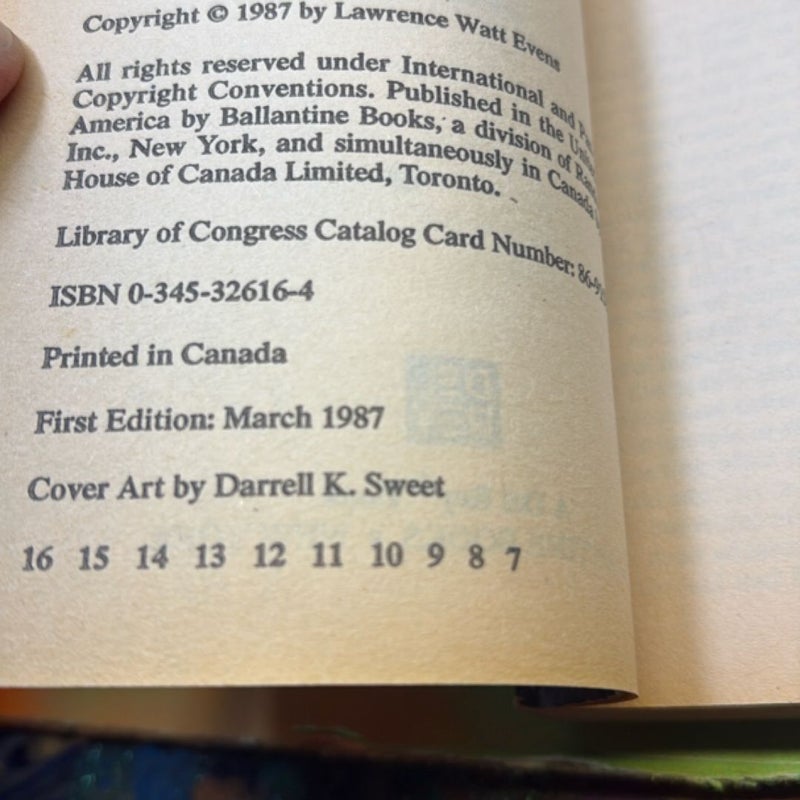 Copyright © 1987 by Lawrence Watt Evens
All rights reserved under International and
Copyright Conventions. Published in the
America by Ballantine Books, a division of
Inc., New York, and simultaneously in Canada
House of Canada Limited, Toronto.
Library of Congress Catalog Card Number:
ISBN 0-345-32616-4
Printed in Canada
First Edition: March 1987
Cover Art by Darrell K. Sweet
16 15 14 13 12 11 10 9 8 7